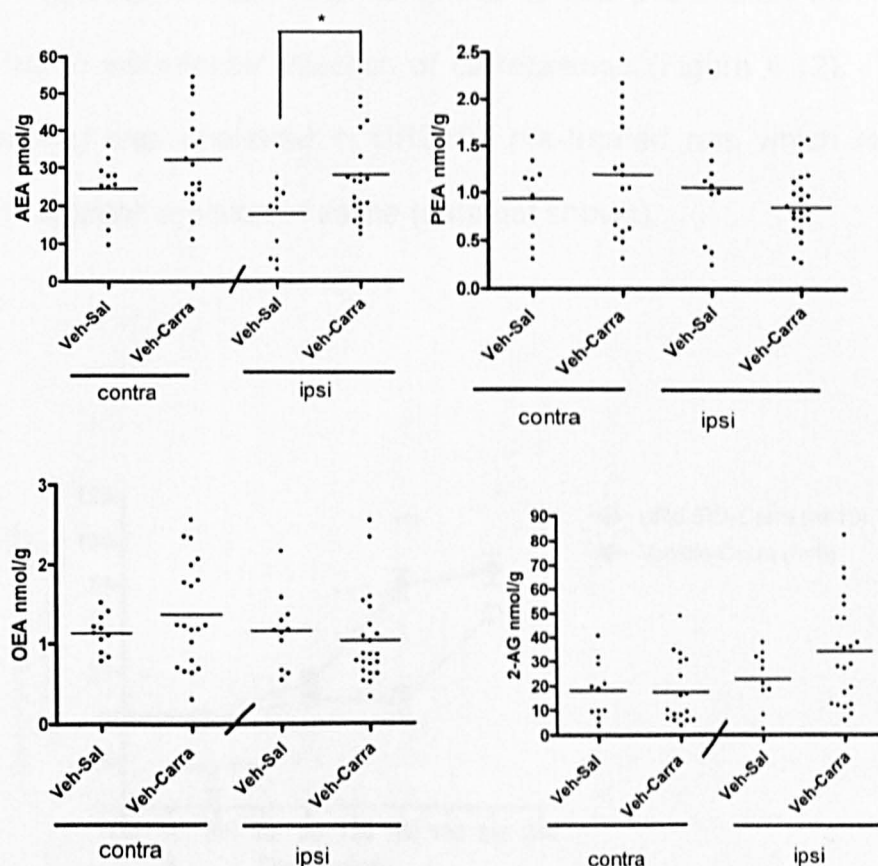 *
AEA pmol/g
60
50
40
30
20
10
0
Veh-Sal
Veh-Carra
Veh-Sal
Veh-Carra
contra
ipsi
PEA nmol/g
2.5
2.0
1.5
1.0
0.5
0.0
Veh-Sal
Veh-Carra
Veh-Sal
Veh-Carra
contra
ipsi
OEA nmol/g
3
2
1
0
Veh-Sal
Veh-Carra
Veh-Sal
Veh-Carra
contra
ipsi
2-AG nmol/g
90
80
70
60
50
40
30
20
10
0
Veh-Sal
Veh-Carra
Veh-Sal
Veh-Carra
contra
ipsi